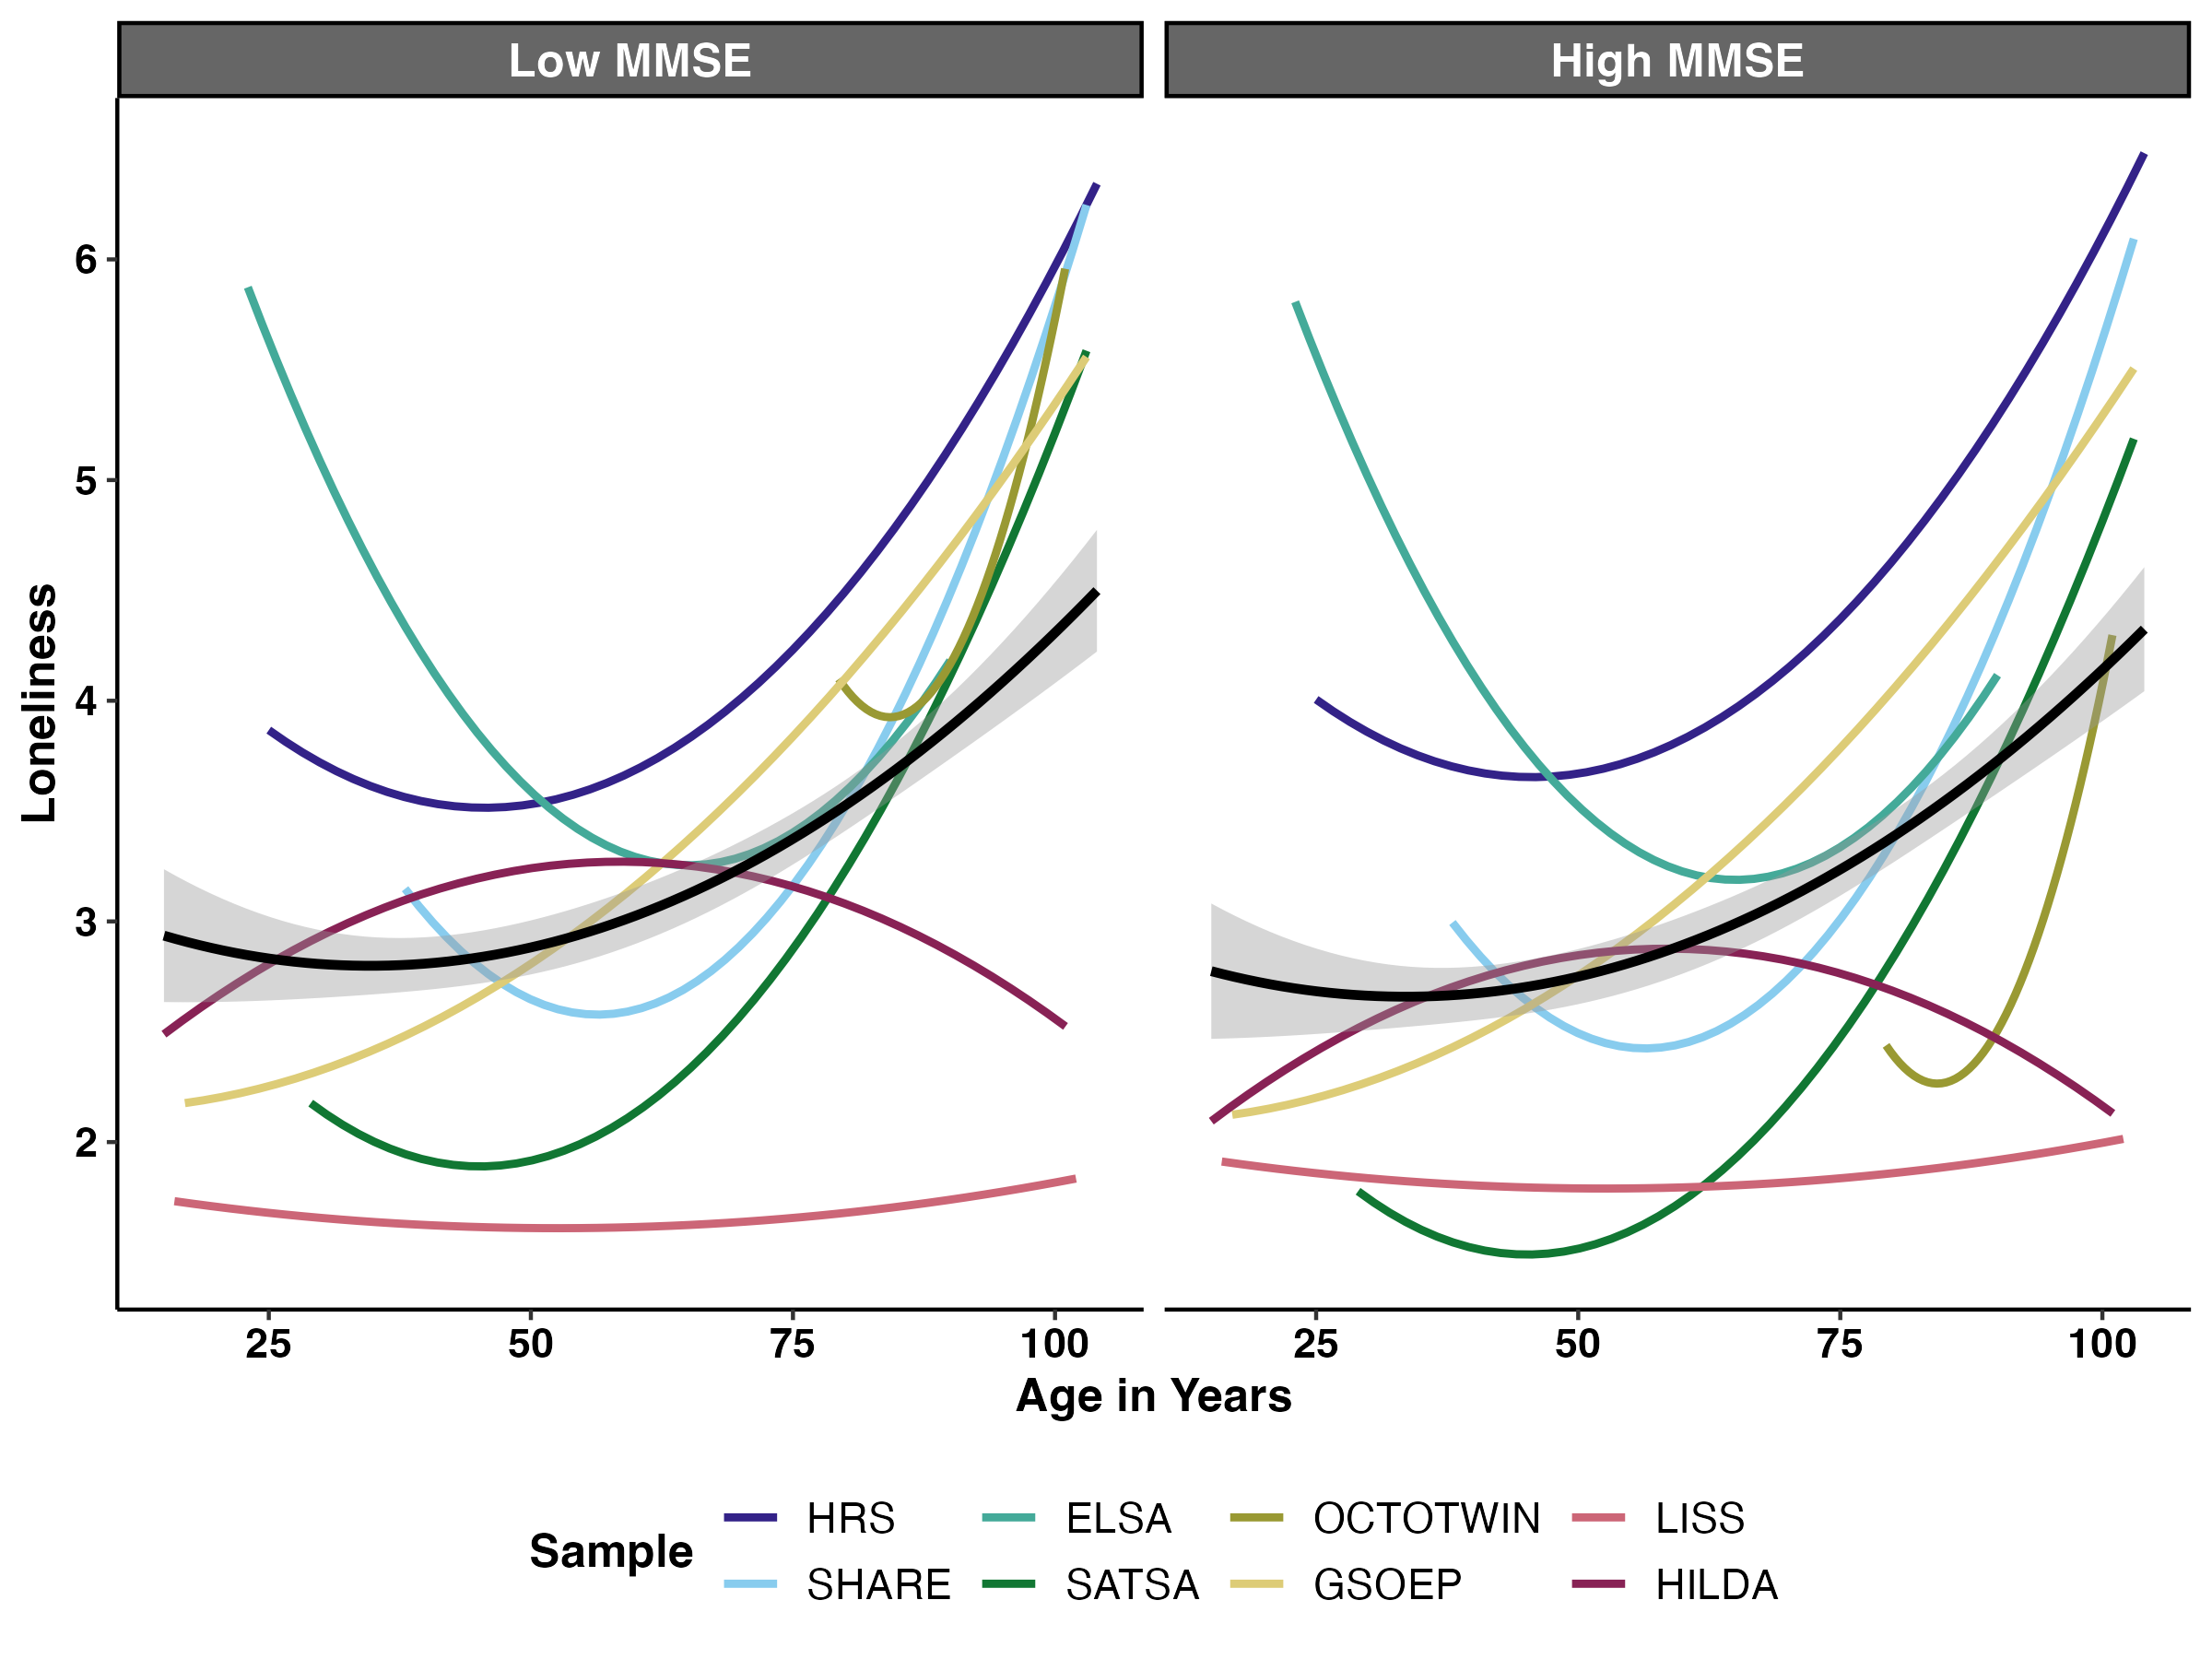 Low MMSE High MMSE
6
5
4
3
2
Loneliness
25 50 75 100 25 50 75 100
Age in Years
Sample
HRS ELSA OCTOTWIN LISS
SHARE SATSA GSOEP HILDA